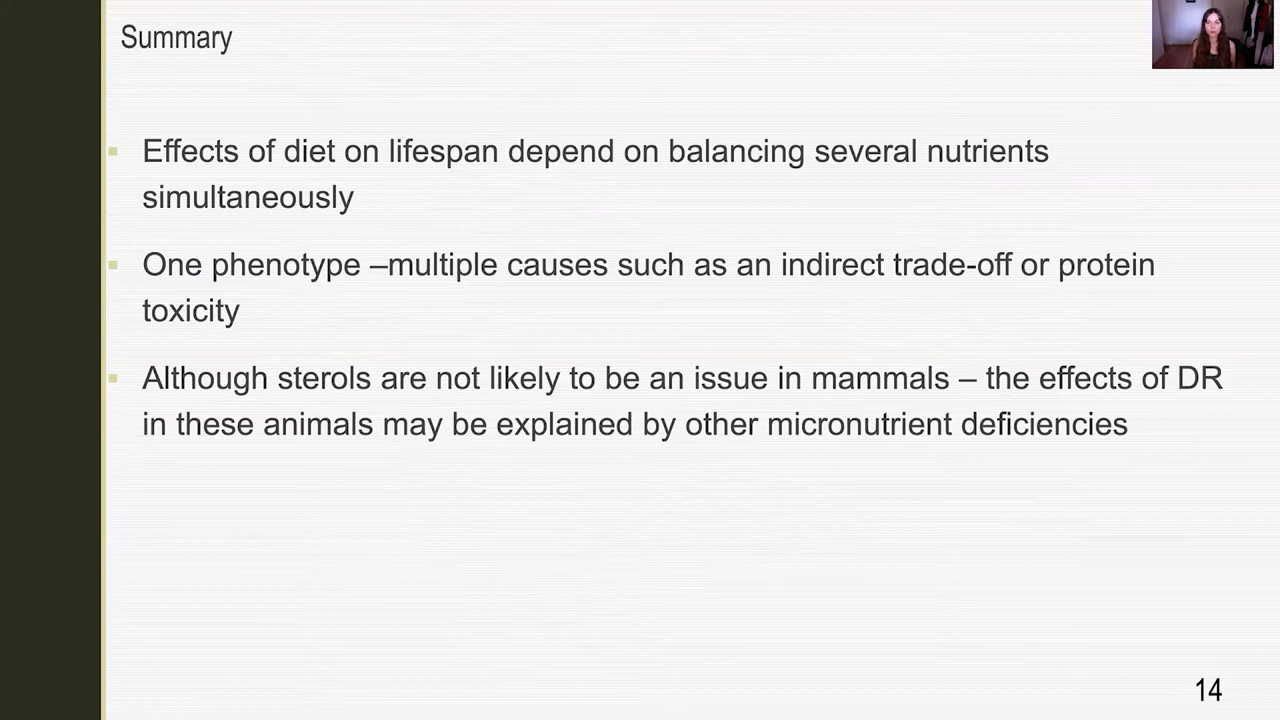 Summary
Effects of diet on lifespan depend on balancing several nutrients
simultaneously
One phenotype –multiple causes such as an indirect trade-off or protein
toxicity
Although sterols are not likely to be an issue in mammals – the effects of DR
in these animals may be explained by other micronutrient deficiencies
14